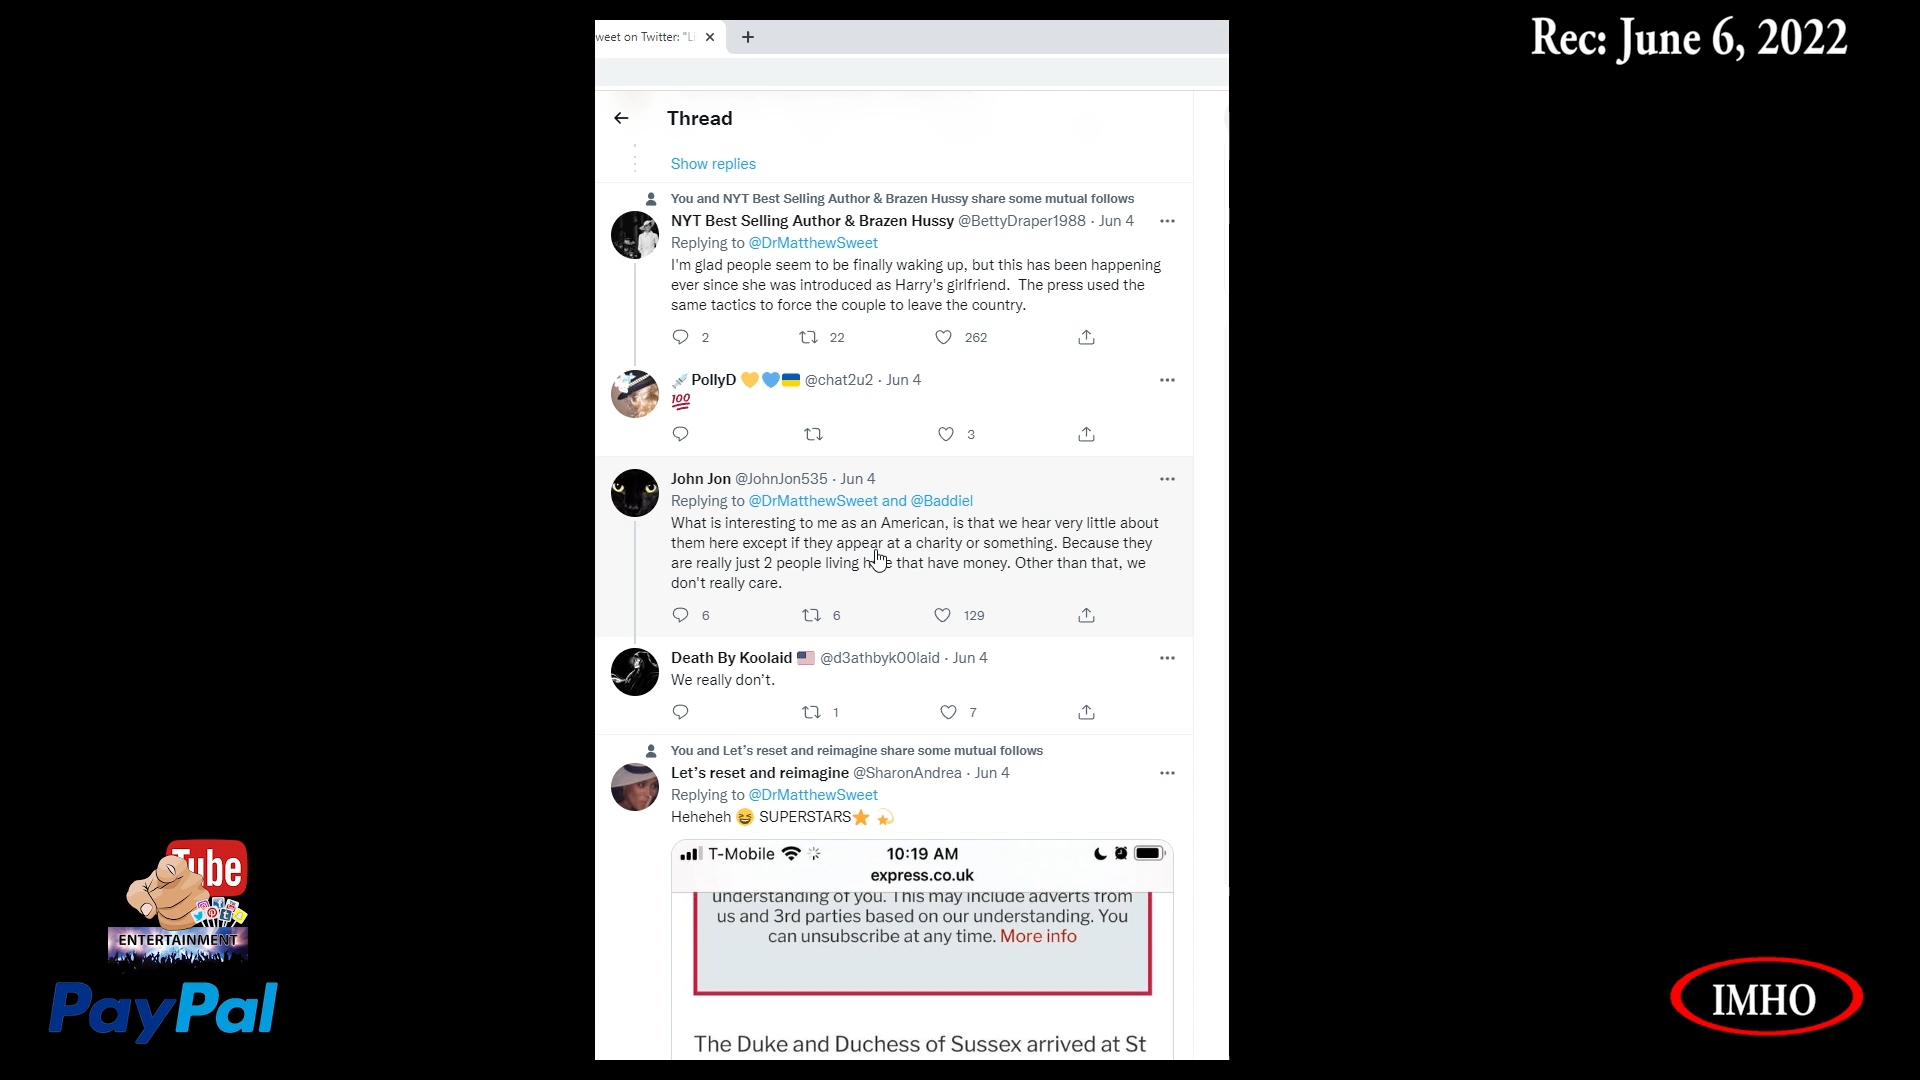 Rec: June 6, 2022
weet on Twitter: "Li
Thread
Show replies
You and NYT Best Selling Author & Brazen Hussy share some mutual follows
NYT Best Selling Author & Brazen Hussy @BettyDraper1988 · Jun 4
Replying to @DrMatthewSweet
I'm glad people seem to be finally waking up, but this has been happening
ever since she was introduced as Harry's girlfriend. The press used the
same tactics to force the couple to leave the country.
2 22 262
PollyD 💛💙🇺🇦 @chat2u2 · Jun 4
💯
3
John Jon @JohnJon535 · Jun 4
Replying to @DrMatthewSweet and @Baddiel
What is interesting to me as an American, is that we hear very little about
them here except if they appear at a charity or something. Because they
are really just 2 people living here that have money. Other than that, we
don't really care.
6 6 129
Death By Koolaid 🇺🇸 @d3athbyk00laid · Jun 4
We really don't.
1 7
You and Let's reset and reimagine share some mutual follows
Let's reset and reimagine @SharonAndrea · Jun 4
Replying to @DrMatthewSweet
Heheheh 😆 SUPERSTARS⭐ 💫
T-Mobile 10:19 AM
express.co.uk
understanding of you. This may include adverts from
us and 3rd parties based on our understanding. You
can unsubscribe at any time. More info
The Duke and Duchess of Sussex arrived at St
Tube
ENTERTAINMENT
PayPal
IMHO